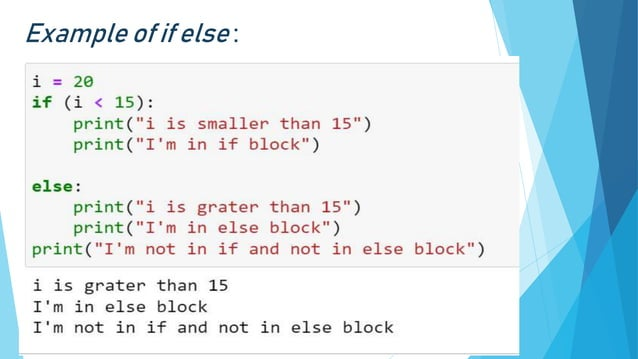 Example of if else :
i = 20
if (i < 15):
    print("i is smaller than 15")
    print("I'm in if block")
else:
    print("i is grater than 15")
    print("I'm in else block")
print("I'm not in if and not in else block")
i is grater than 15
I'm in else block
I'm not in if and not in else block